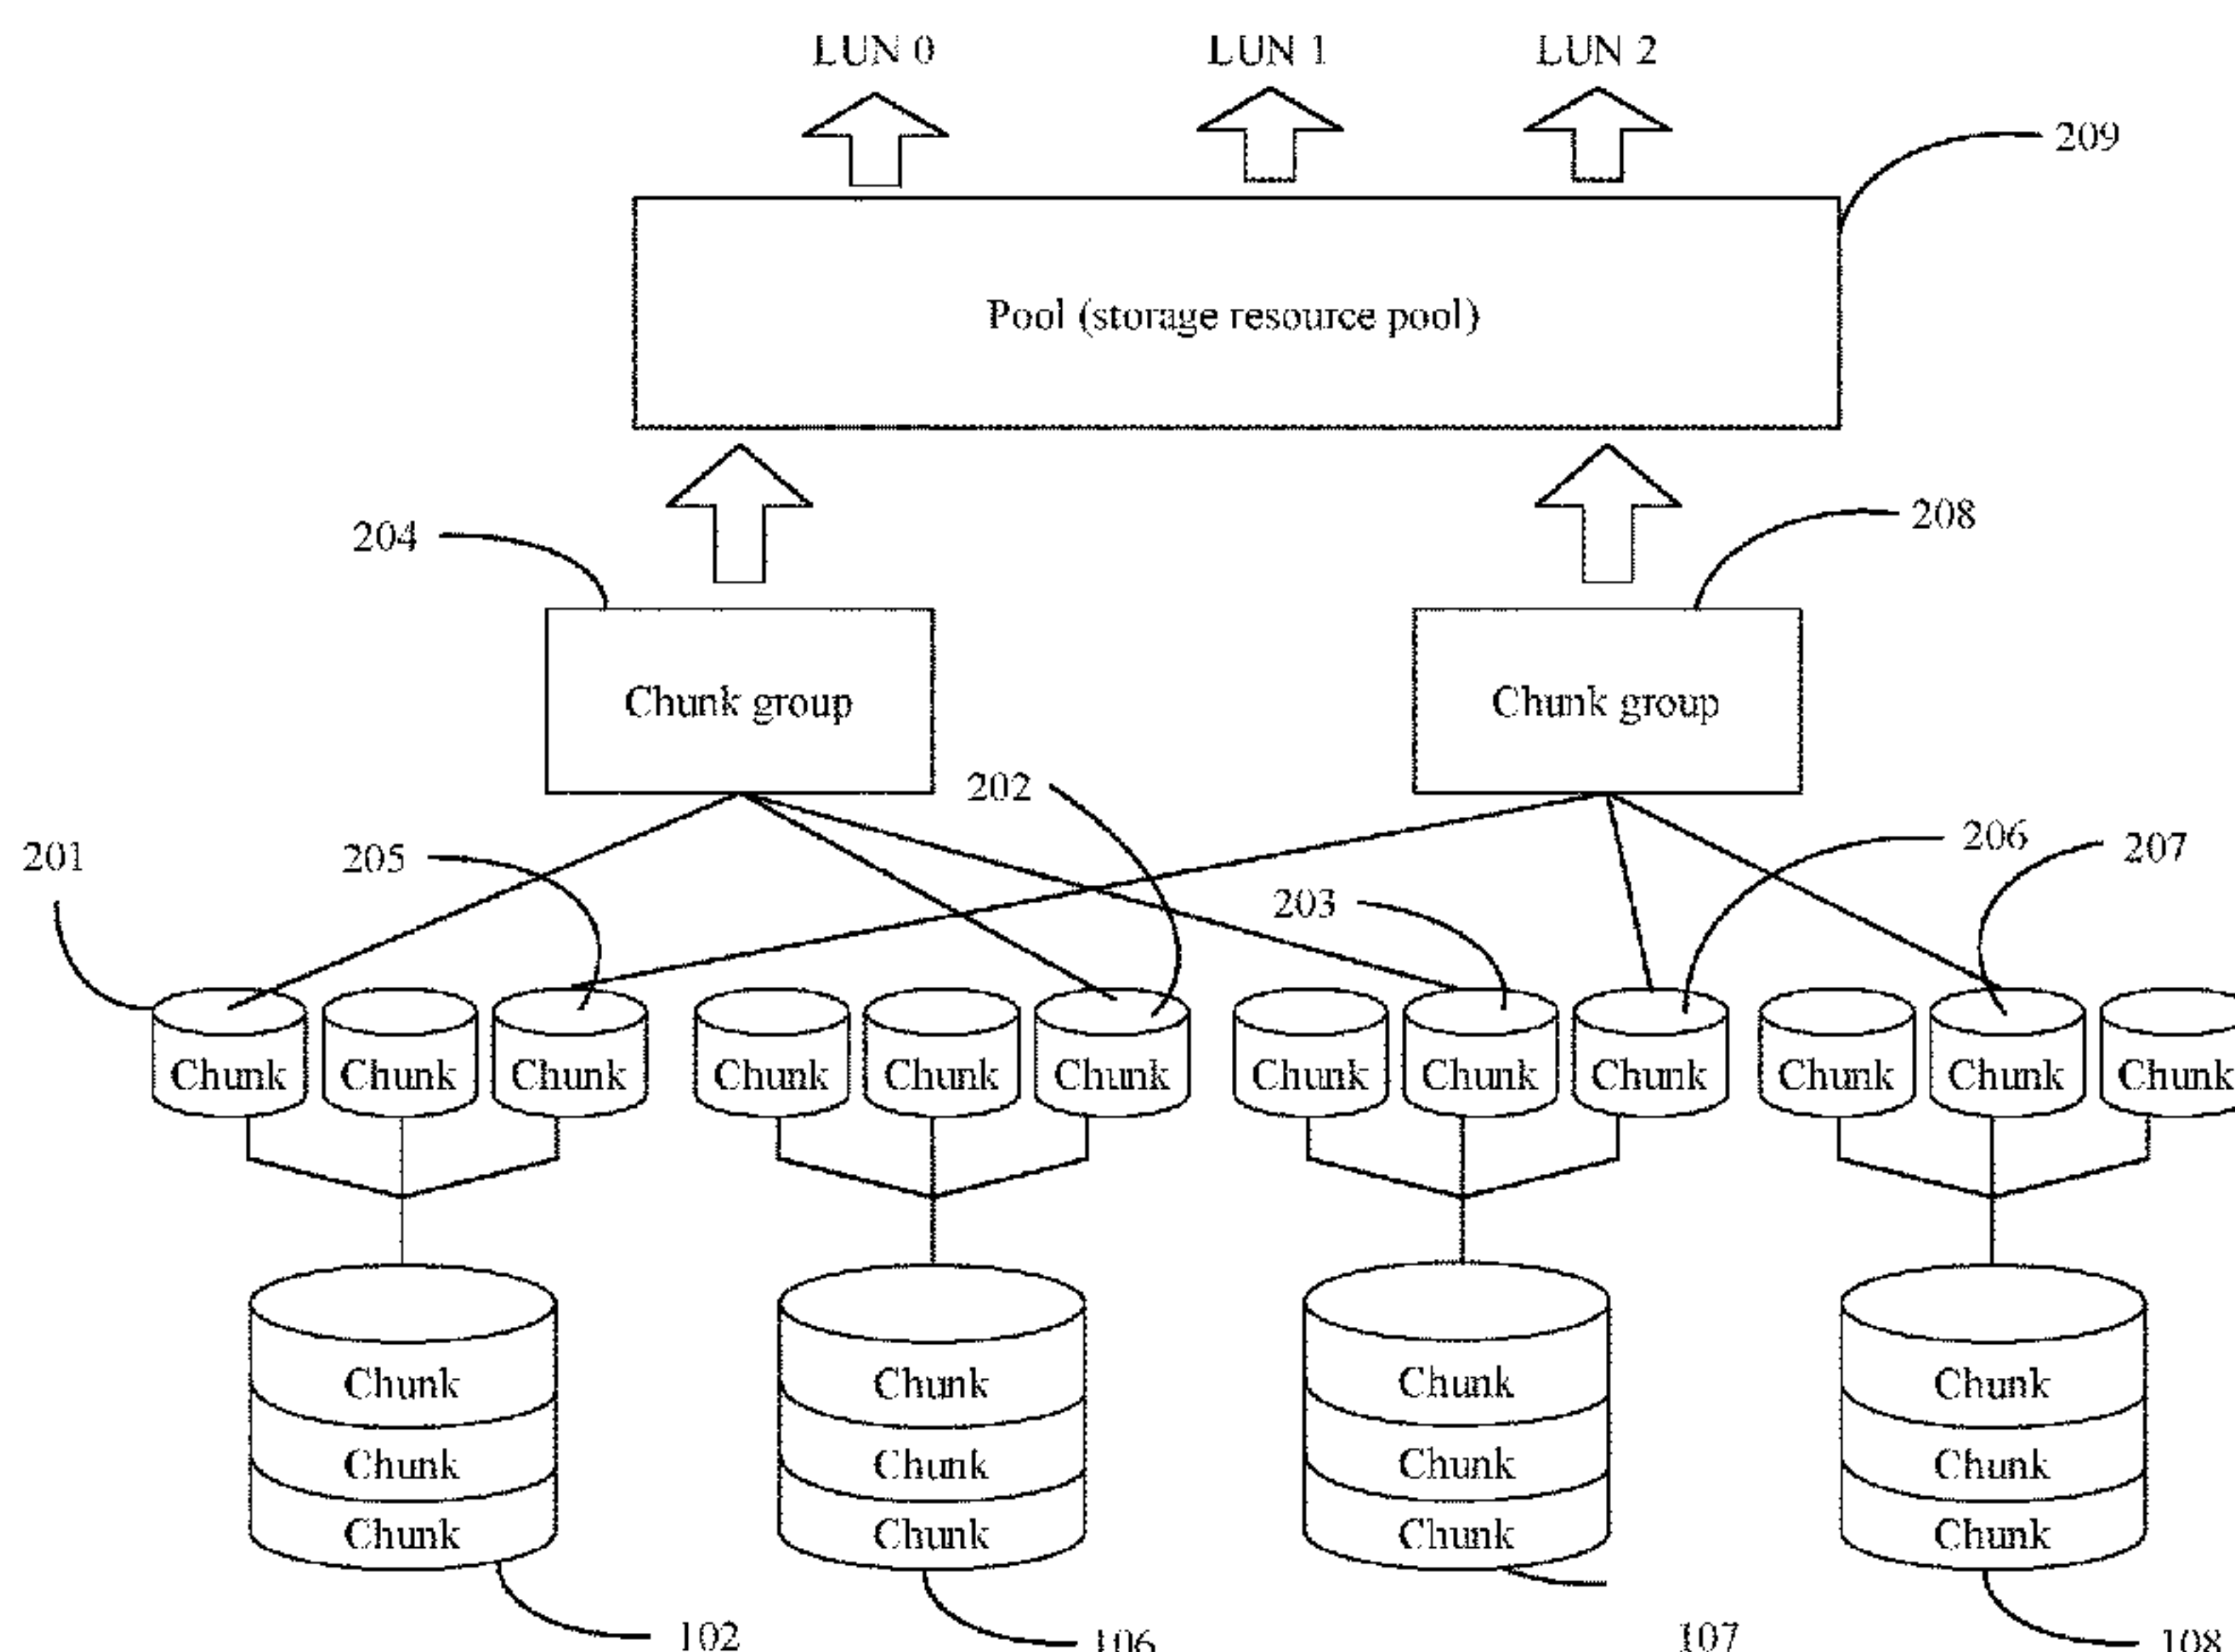 LUN 0 LUN 1 LUN 2
209
Pool (storage resource pool)
204 208
Chunk group Chunk group
202
201 205 206 207
203
Chunk Chunk Chunk Chunk Chunk Chunk Chunk Chunk Chunk Chunk Chunk Chunk
Chunk Chunk Chunk Chunk
Chunk Chunk Chunk Chunk
Chunk Chunk Chunk Chunk
102 106 107 108